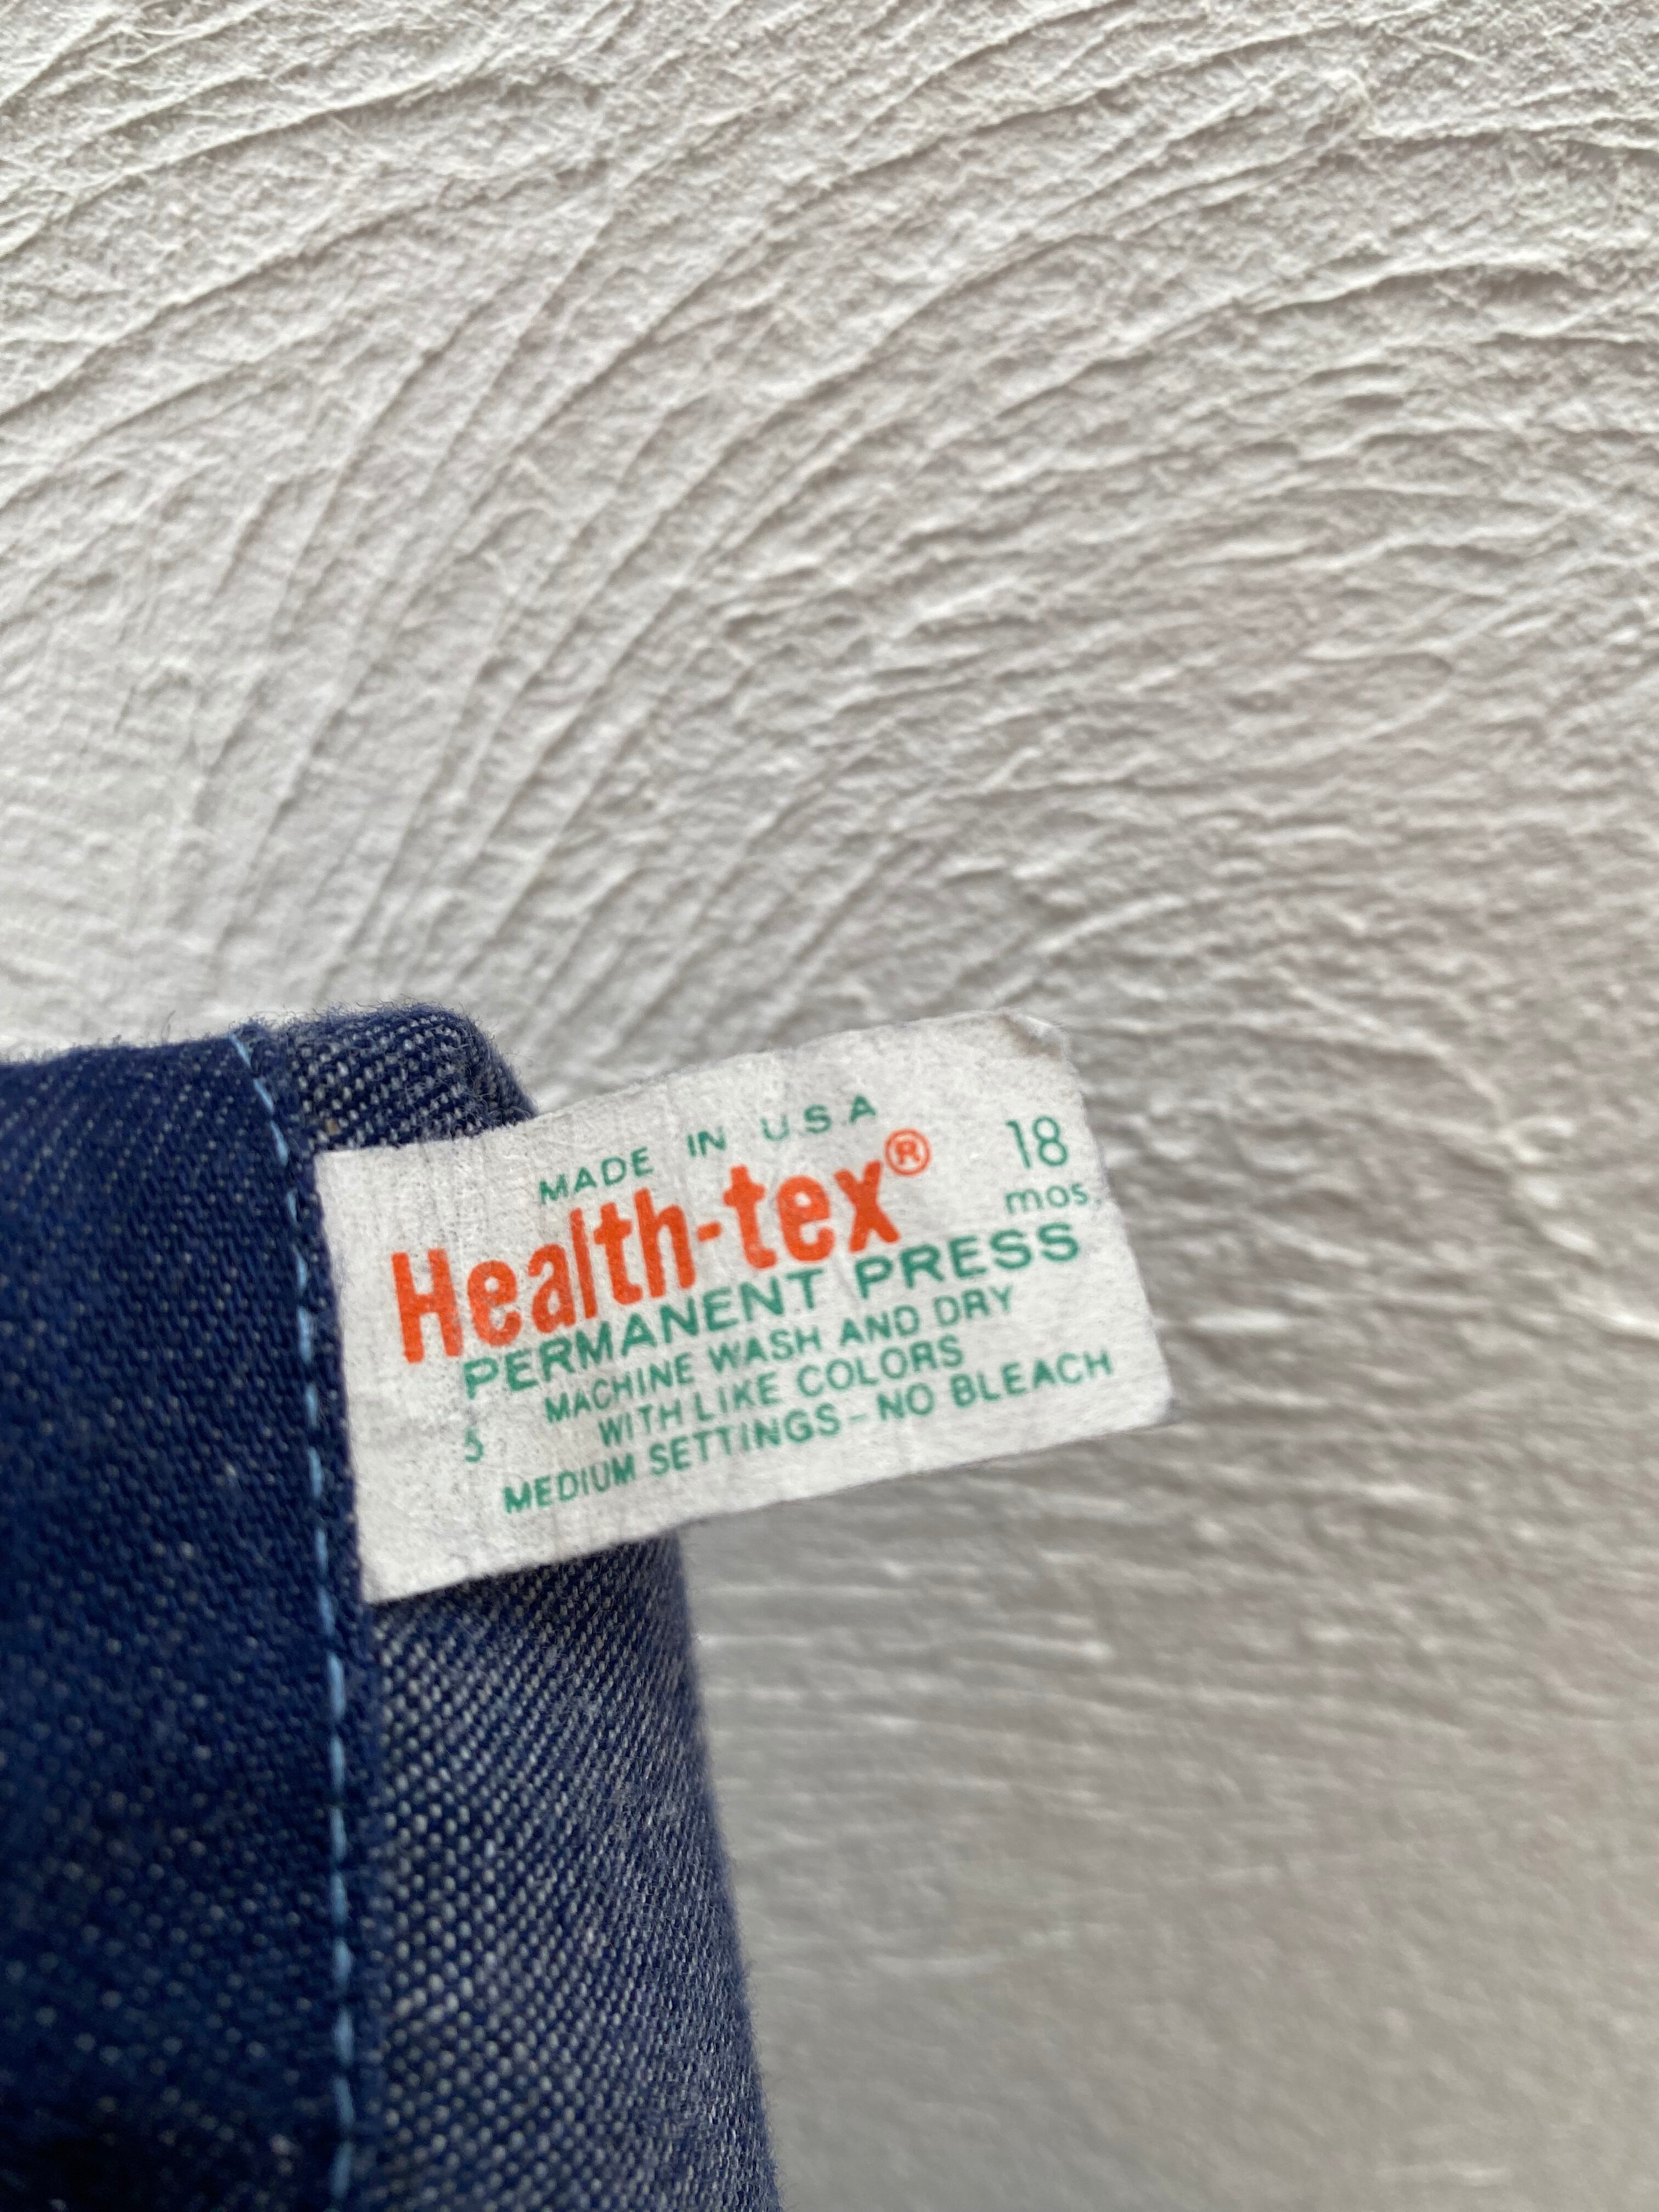 MADE IN U.S.A
Health-tex® 18
mos.
PERMANENT PRESS
MACHINE WASH AND DRY
WITH LIKE COLORS
5
MEDIUM SETTINGS - NO BLEACH